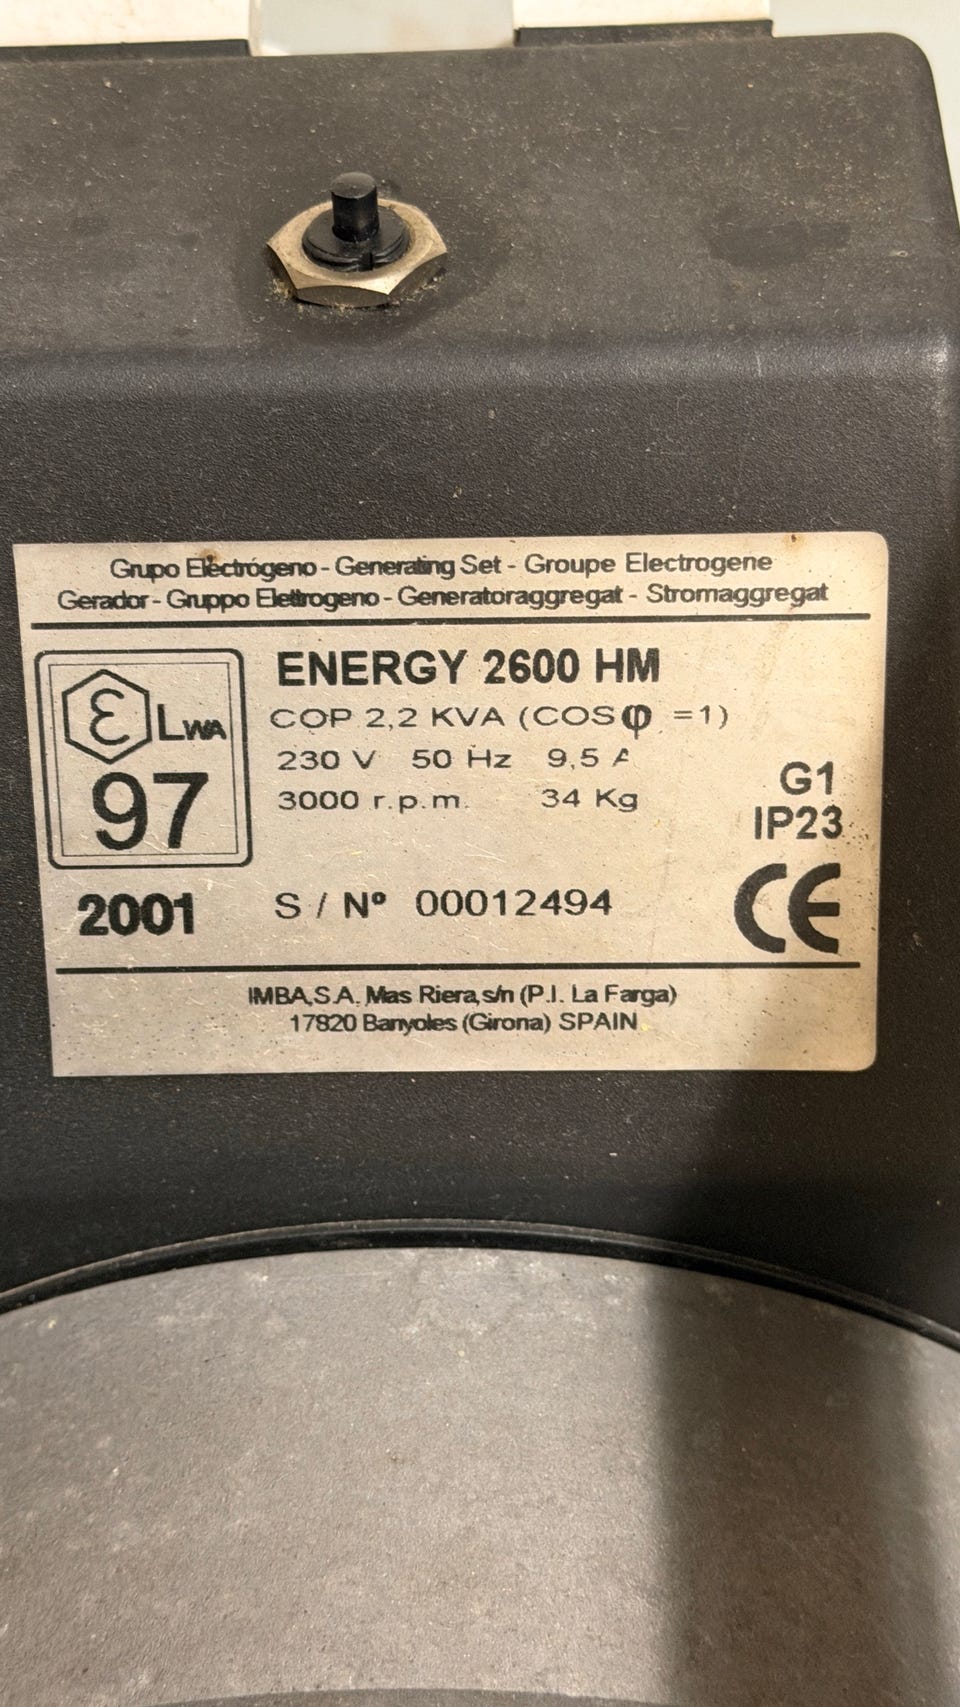 Grupo Electrógeno - Generating Set - Groupe Electrogene
Gerador - Gruppo Elettrogeno - Generatoraggregat - Stromaggregat
LWA
97
2001
ENERGY 2600 HM
COP 2,2 KVA (COSφ =1)
230 V 50 Hz 9,5 A
3000 r.p.m. 34 Kg
G1
IP23
S / Nº 00012494
CE
IMBA,S.A. Mas Riera,s/n (P.I. La Farga)
17820 Banyoles (Girona) SPAIN